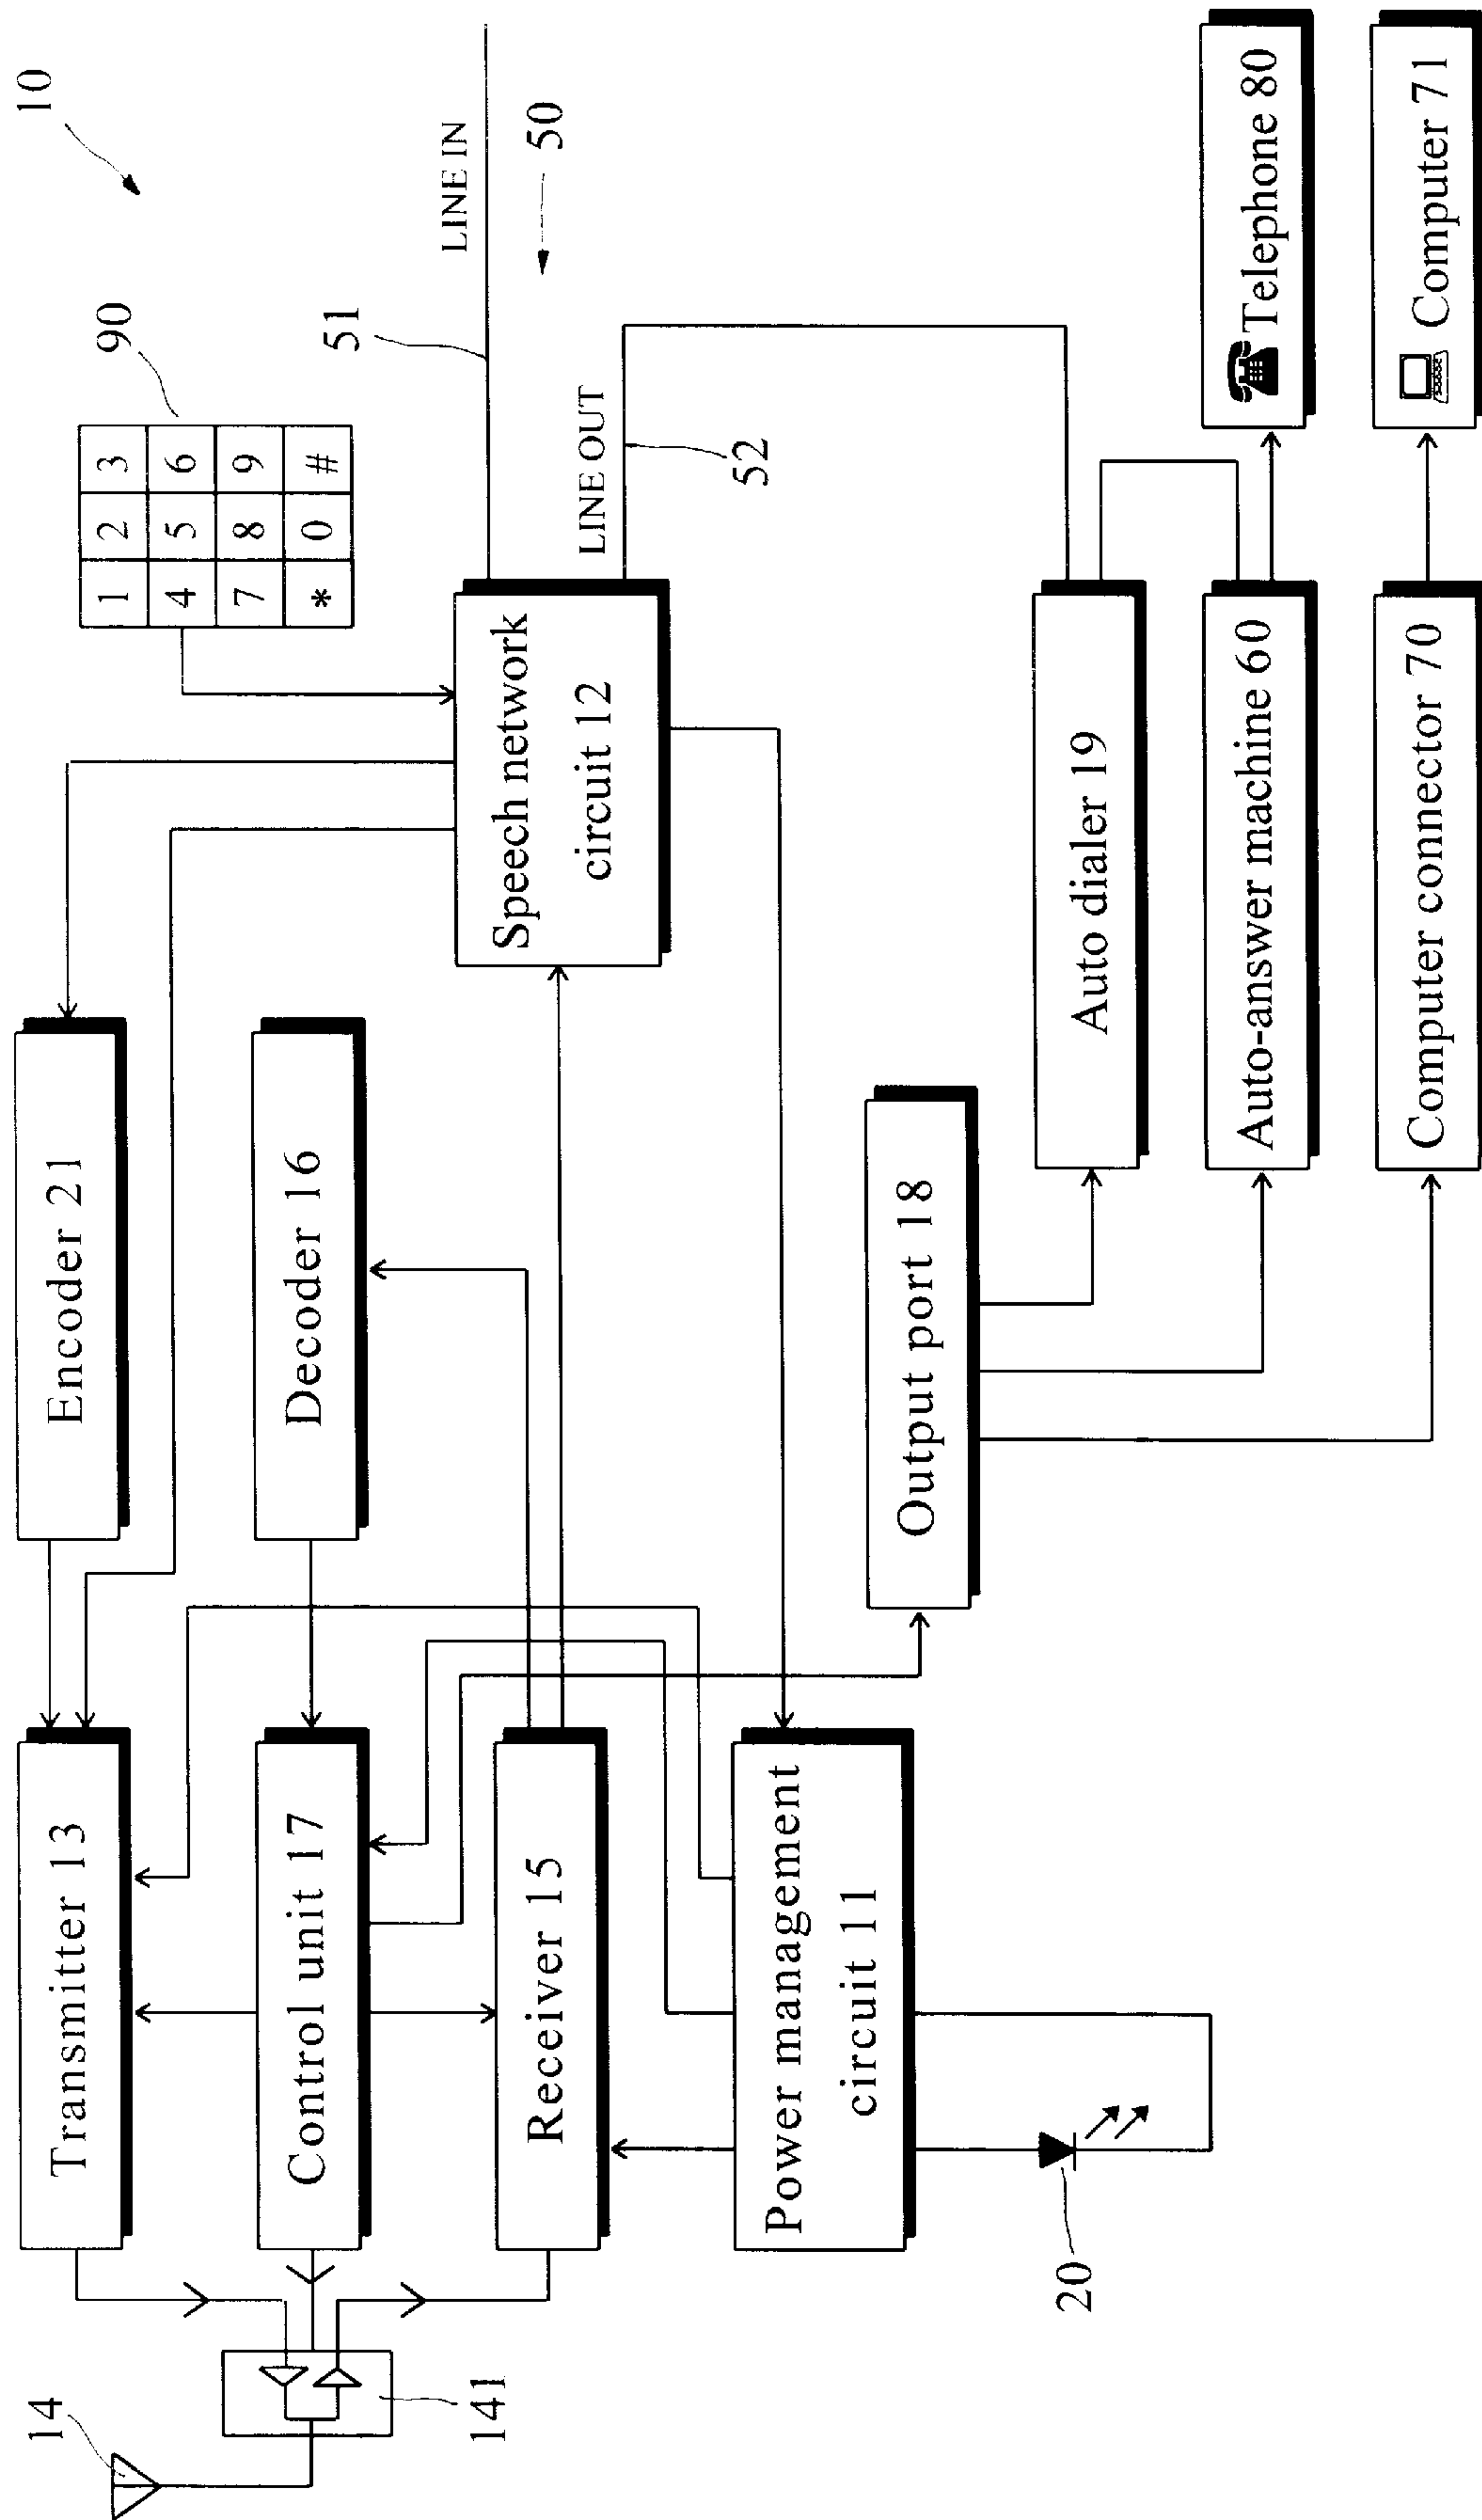 10
14
141
Transmitter 13
Encoder 21
1 2 3
4 5 6
7 8 9
* 0 #
90
Control unit 17
Decoder 16
51
LINE IN
Receiver 15
Speech network
circuit 12
50
LINE OUT
52
Power management
circuit 11
Output port 18
20
Auto dialer 19
Auto-answer machine 60
Telephone 80
Computer connector 70
Computer 71